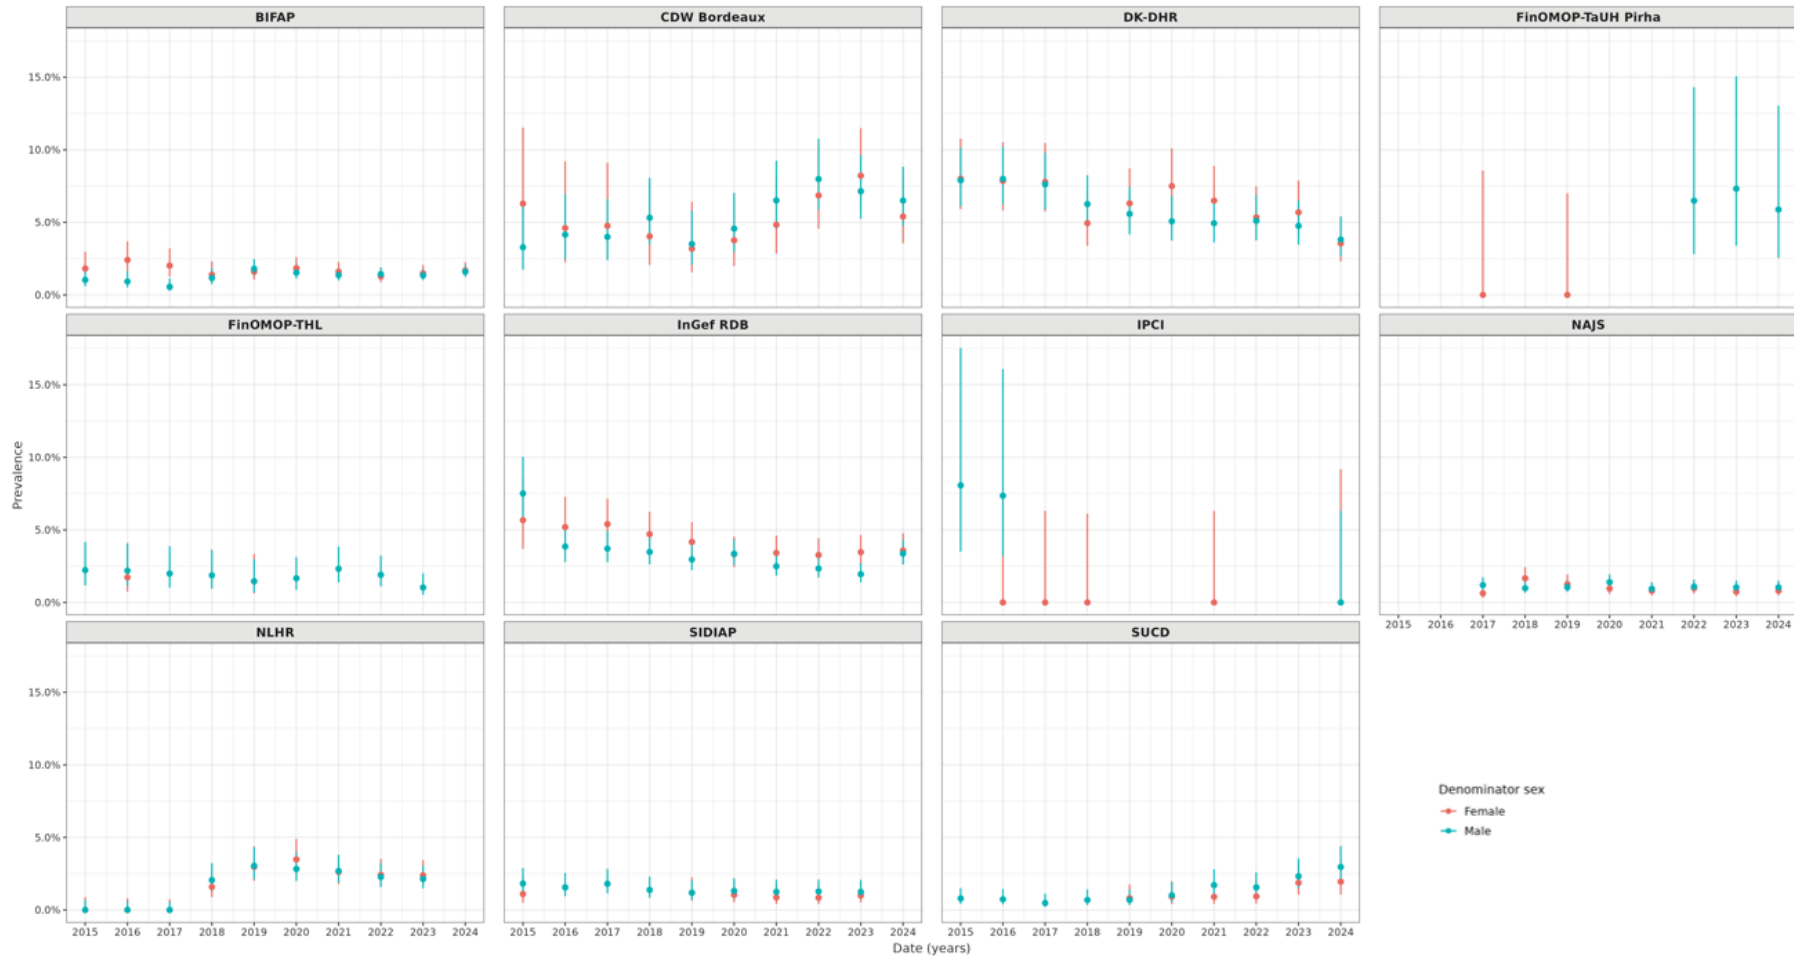 BIFAP
CDW Bordeaux
DK-DHR
FinOMOP-TaUH Pirha
15.0%
10.0%
5.0%
0.0%
FinOMOP-THL
InGef RDB
IPCI
NAJS
15.0%
10.0%
5.0%
0.0%
Prevalence
2015 2016 2017 2018 2019 2020 2021 2022 2023 2024
NLHR
SIDIAP
SUCD
15.0%
10.0%
5.0%
0.0%
2015 2016 2017 2018 2019 2020 2021 2022 2023 2024
2015 2016 2017 2018 2019 2020 2021 2022 2023 2024
2015 2016 2017 2018 2019 2020 2021 2022 2023 2024
Date (years)
Denominator sex
Female
Male